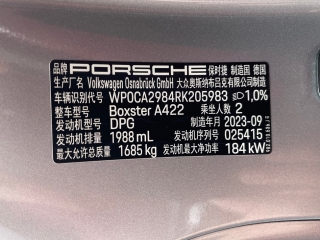 品牌 PORSCHE 保时捷 制造国 德国
生产厂名 Volkswagen Osnabrück GmbH 大众奥斯纳布吕克有限公司
车辆识别代号 WP0CA2984RK205983 1,0%
整车型号 Boxster A422 乘坐人数 2
发动机型号 DPG 制造年月 2023-09
发动机排量 1988 mL 发动机序列号 025415
最大允许总质量 1685 kg 发动机最大净功率 184 kW